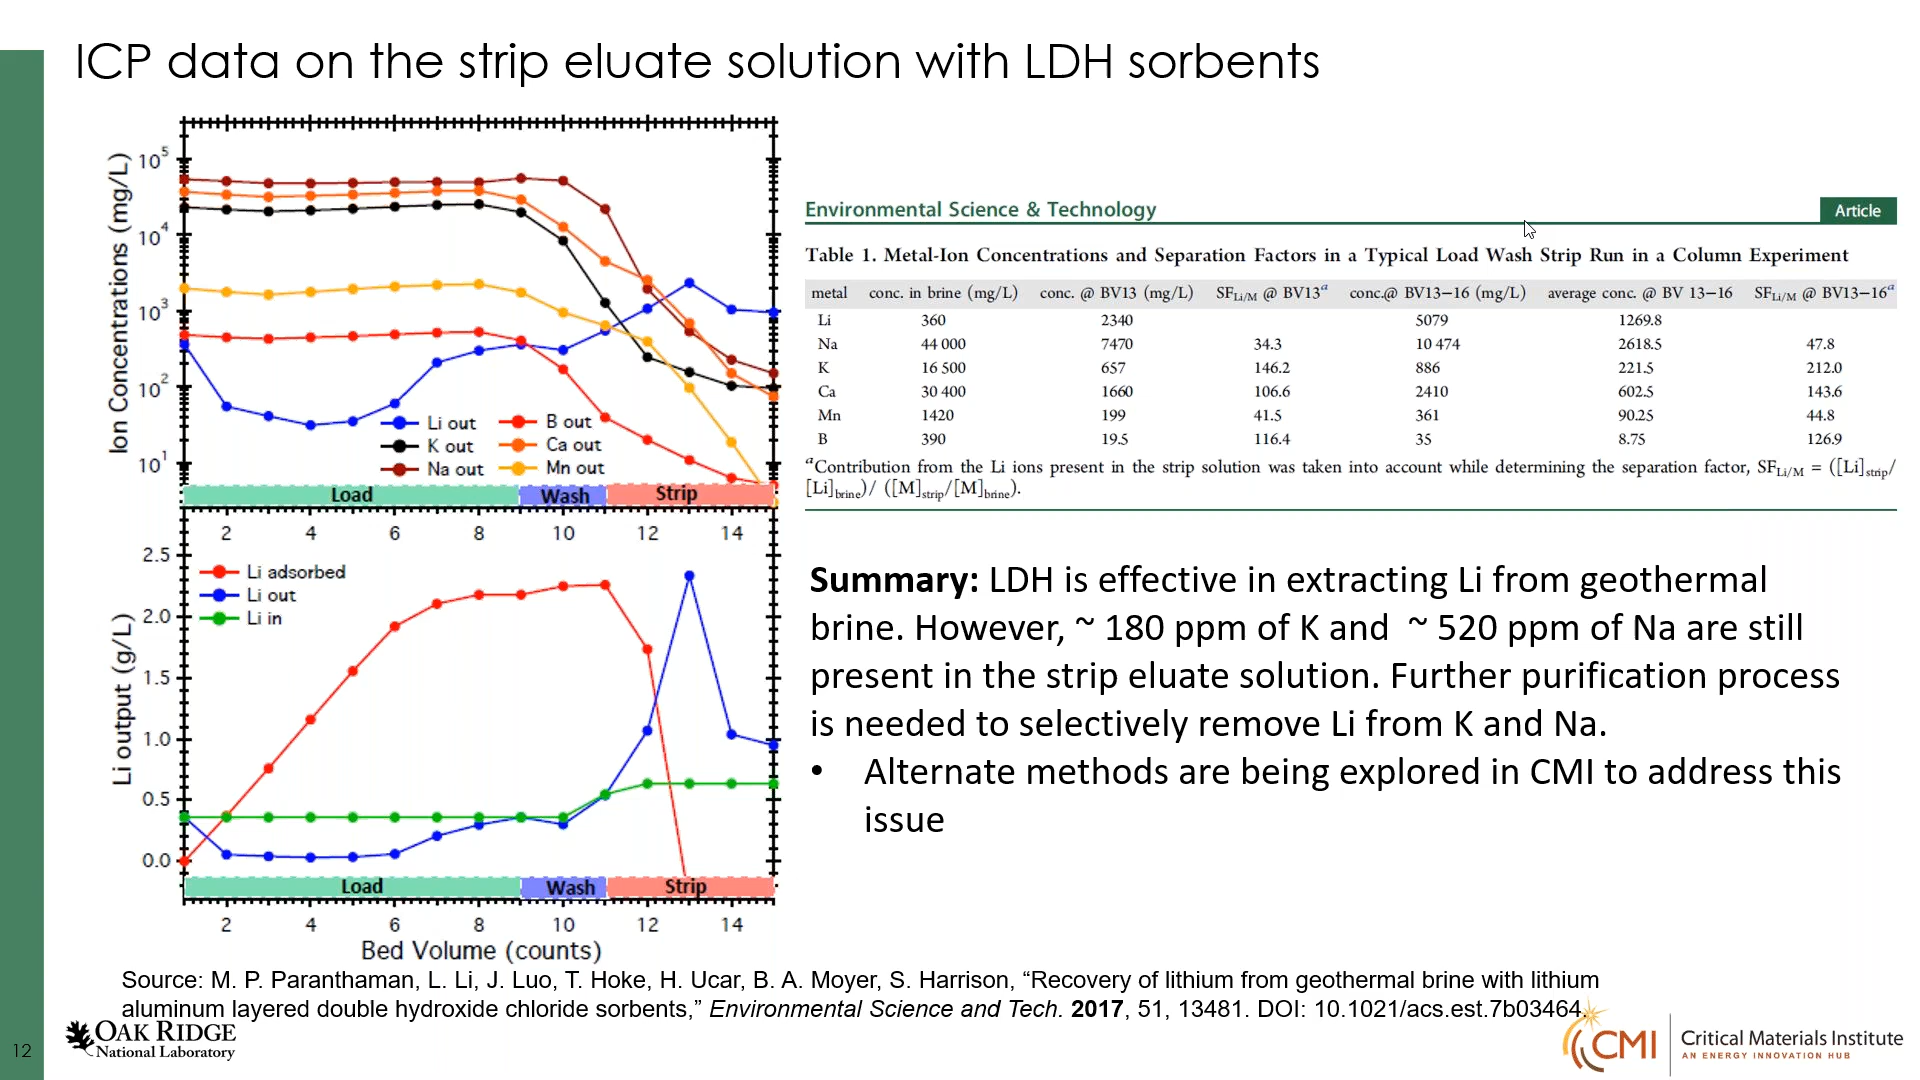 ICP data on the strip eluate solution with LDH sorbents
Ion Concentrations (mg/L)
10^5
10^4
10^3
10^2
10^1
Li out
K out
Na out
B out
Ca out
Mn out
Load Wash Strip
2 4 6 8 10 12 14
Li output (g/L)
2.5
2.0
1.5
1.0
0.5
0.0
Li adsorbed
Li out
Li in
Load Wash Strip
2 4 6 8 10 12 14
Bed Volume (counts)
Environmental Science & Technology Article
Table 1. Metal-Ion Concentrations and Separation Factors in a Typical Load Wash Strip Run in a Column Experiment
metal conc. in brine (mg/L) conc. @ BV13 (mg/L) SF_Li/M @ BV13^a conc.@ BV13−16 (mg/L) average conc. @ BV 13−16 SF_Li/M @ BV13−16^a
Li 360 2340 5079 1269.8
Na 44 000 7470 34.3 10 474 2618.5 47.8
K 16 500 657 146.2 886 221.5 212.0
Ca 30 400 1660 106.6 2410 602.5 143.6
Mn 1420 199 41.5 361 90.25 44.8
B 390 19.5 116.4 35 8.75 126.9
^aContribution from the Li ions present in the strip solution was taken into account while determining the separation factor, SF_Li/M = ([Li]_strip/
[Li]_brine)/ ([M]_strip/[M]_brine).
Summary: LDH is effective in extracting Li from geothermal
brine. However, ~ 180 ppm of K and ~ 520 ppm of Na are still
present in the strip eluate solution. Further purification process
is needed to selectively remove Li from K and Na.
• Alternate methods are being explored in CMI to address this
issue
Source: M. P. Paranthaman, L. Li, J. Luo, T. Hoke, H. Ucar, B. A. Moyer, S. Harrison, “Recovery of lithium from geothermal brine with lithium
aluminum layered double hydroxide chloride sorbents,” Environmental Science and Tech. 2017, 51, 13481. DOI: 10.1021/acs.est.7b03464.
12
OAK RIDGE
National Laboratory
CMI
Critical Materials Institute
AN ENERGY INNOVATION HUB